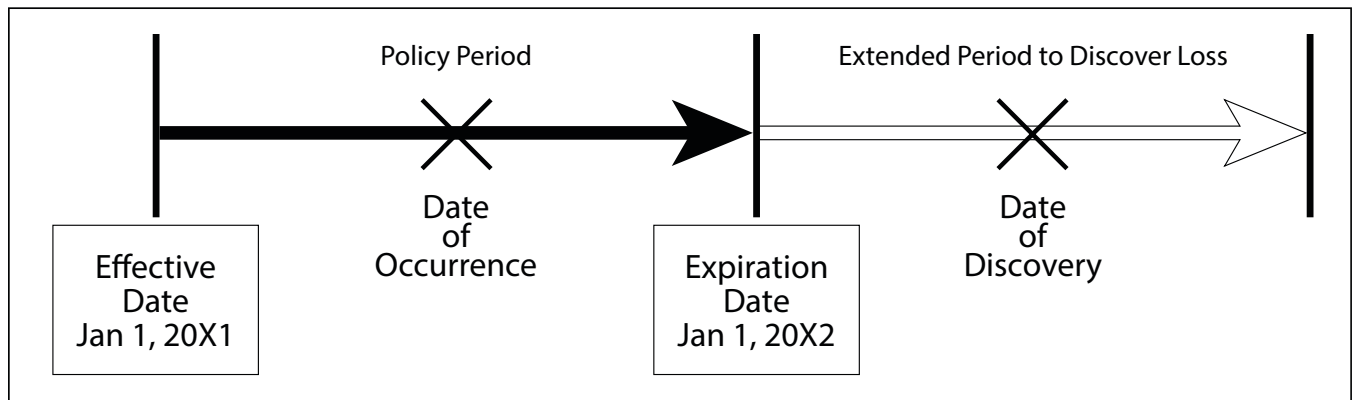 Policy Period
Extended Period to Discover Loss
Date
of
Occurrence
Date
of
Discovery
Effective
Date
Jan 1, 20X1
Expiration
Date
Jan 1, 20X2